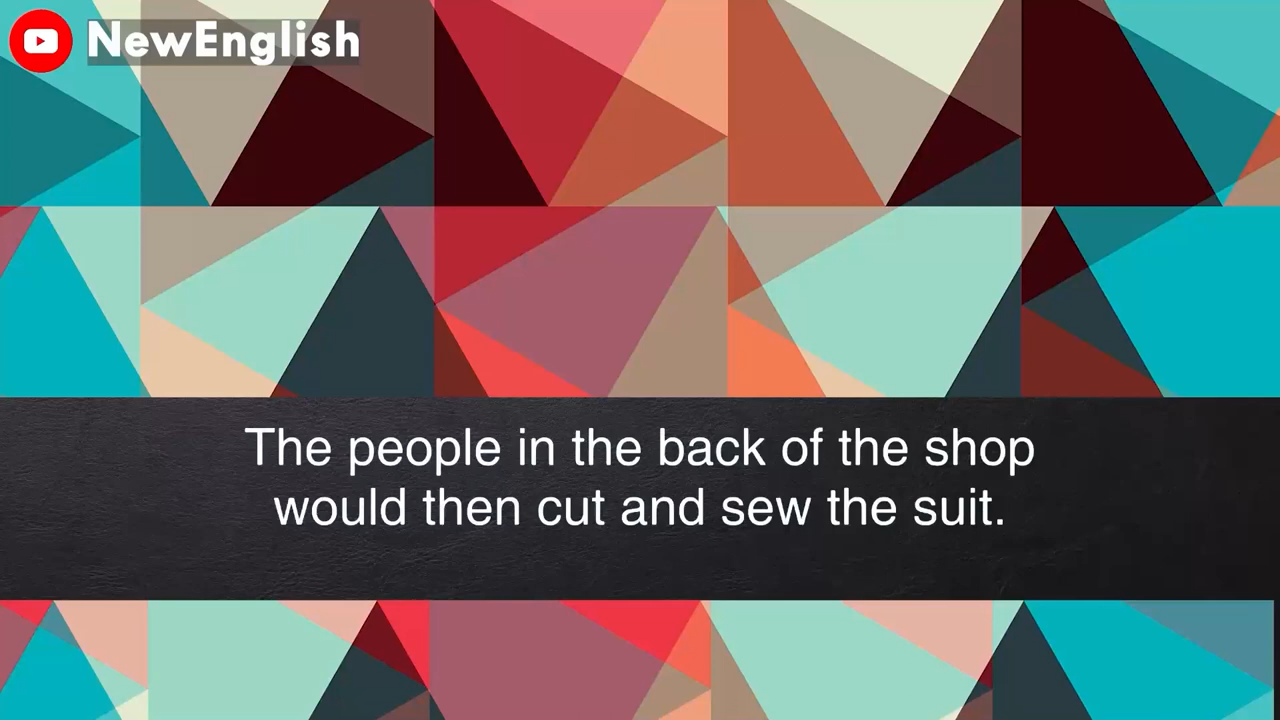 NewEnglish
The people in the back of the shop
would then cut and sew the suit.